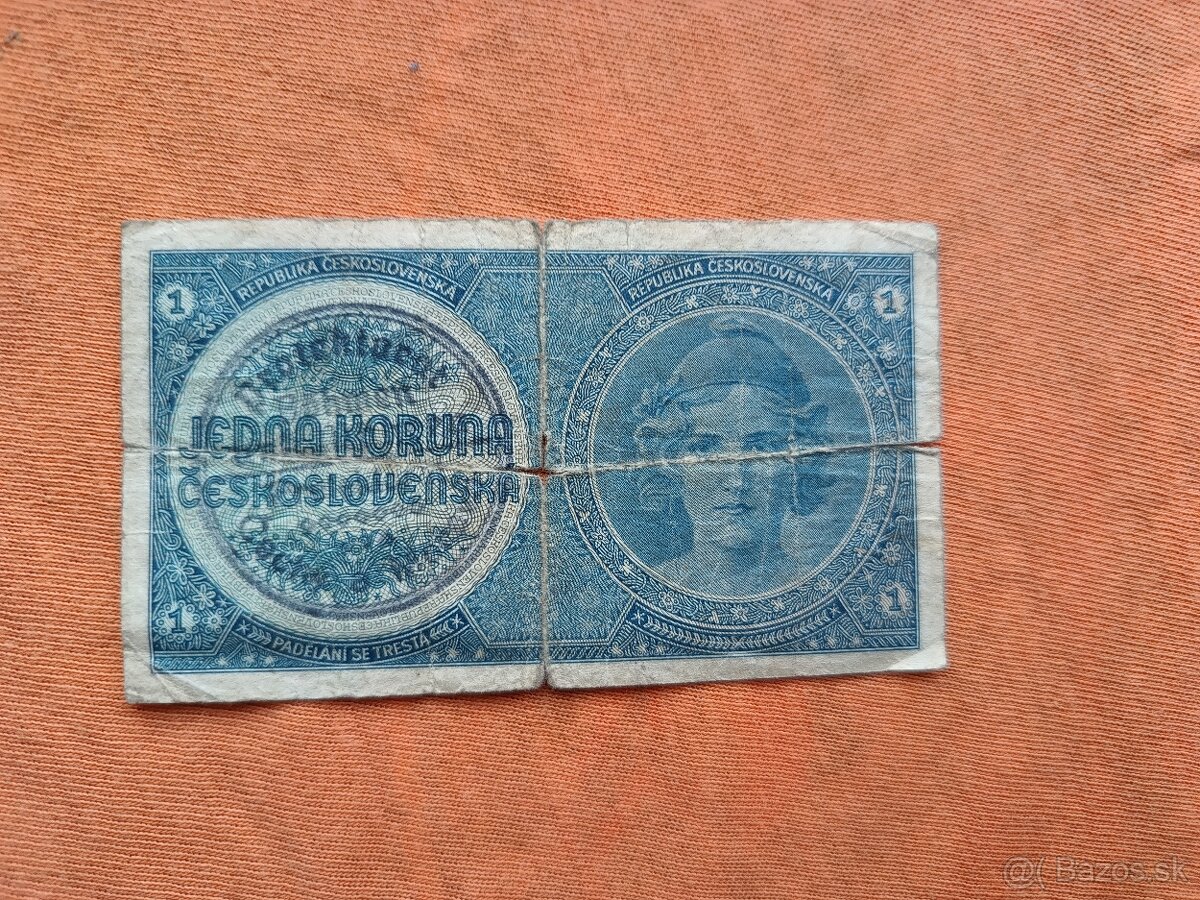 REPUBLIKA ČESKOSLOVENSKÁ
1
JEDNA KORUNA
ČESKOSLOVENSKÁ
1
PADĚLÁNÍ SE TRESTÁ
REPUBLIKA ČESKOSLOVENSKÁ
1
1
@( Bazos.sk